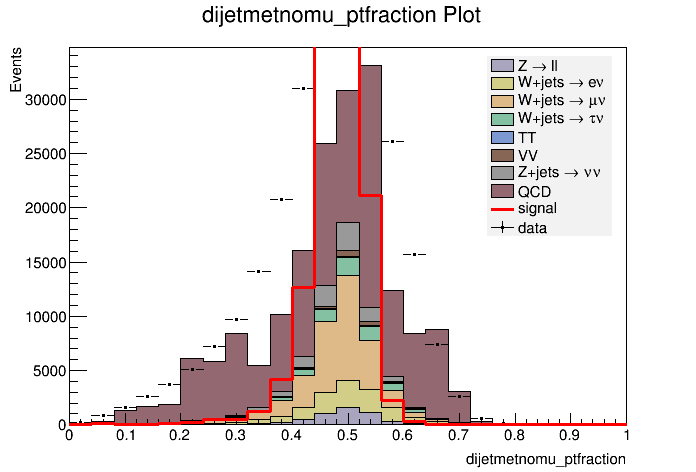 dijetmetnomu_ptfraction Plot
Events
30000
25000
20000
15000
10000
5000
0
Z → ll
W+jets → eν
W+jets → μν
W+jets → τν
TT
VV
Z+jets → νν
QCD
signal
data
0 0.1 0.2 0.3 0.4 0.5 0.6 0.7 0.8 0.9 1
dijetmetnomu_ptfraction